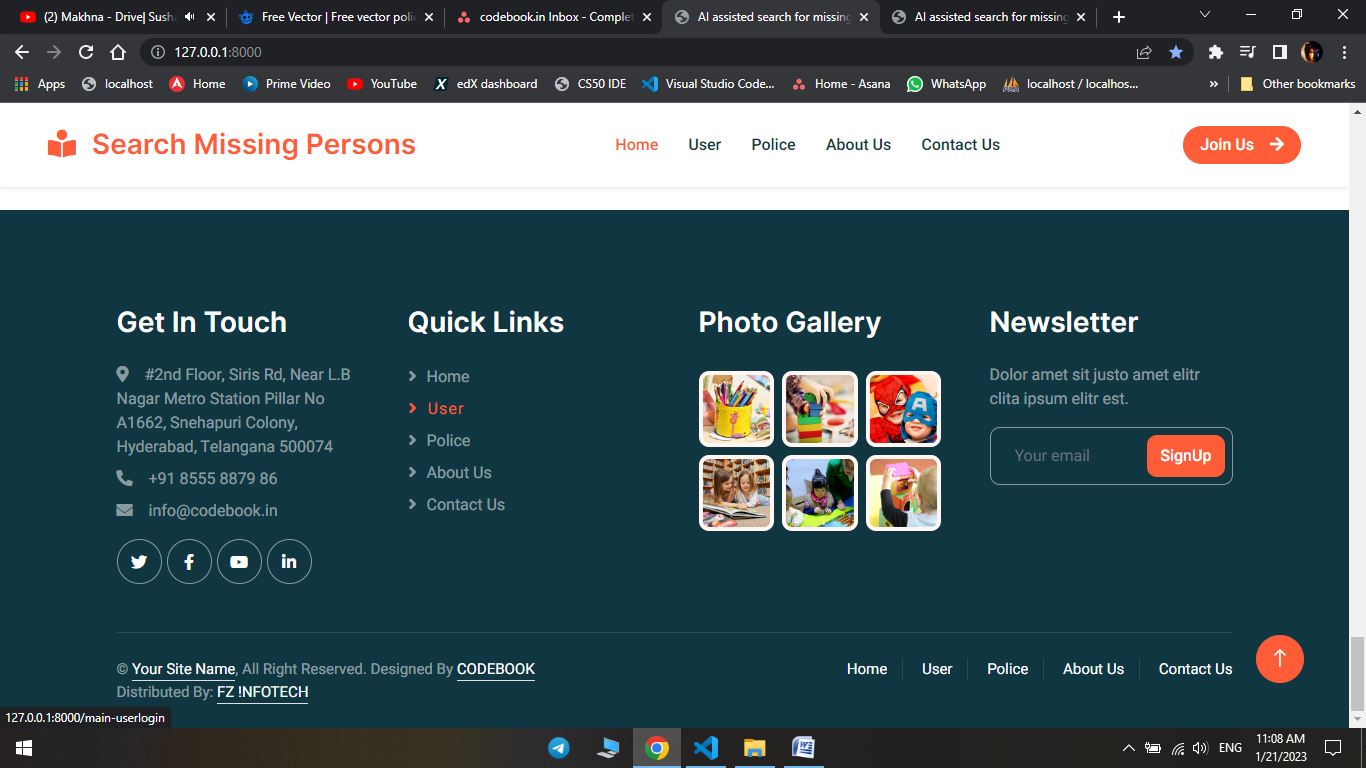 (2) Makhna - Drive| Susha
Free Vector | Free vector polic
codebook.in Inbox - Complet
AI assisted search for missing
AI assisted search for missing
127.0.0.1:8000
Apps
localhost
Home
Prime Video
YouTube
edX dashboard
CS50 IDE
Visual Studio Code...
Home - Asana
WhatsApp
localhost / localhos...
»
Other bookmarks
Search Missing Persons
Home
User
Police
About Us
Contact Us
Join Us
Get In Touch
#2nd Floor, Siris Rd, Near L.B
Nagar Metro Station Pillar No
A1662, Snehapuri Colony,
Hyderabad, Telangana 500074
+91 8555 8879 86
info@codebook.in
Quick Links
Home
User
Police
About Us
Contact Us
Photo Gallery
Newsletter
Dolor amet sit justo amet elitr
clita ipsum elitr est.
Your email
SignUp
© Your Site Name, All Right Reserved. Designed By CODEBOOK
Distributed By: FZ !NFOTECH
Home
User
Police
About Us
Contact Us
127.0.0.1:8000/main-userlogin
ENG
11:08 AM
1/21/2023